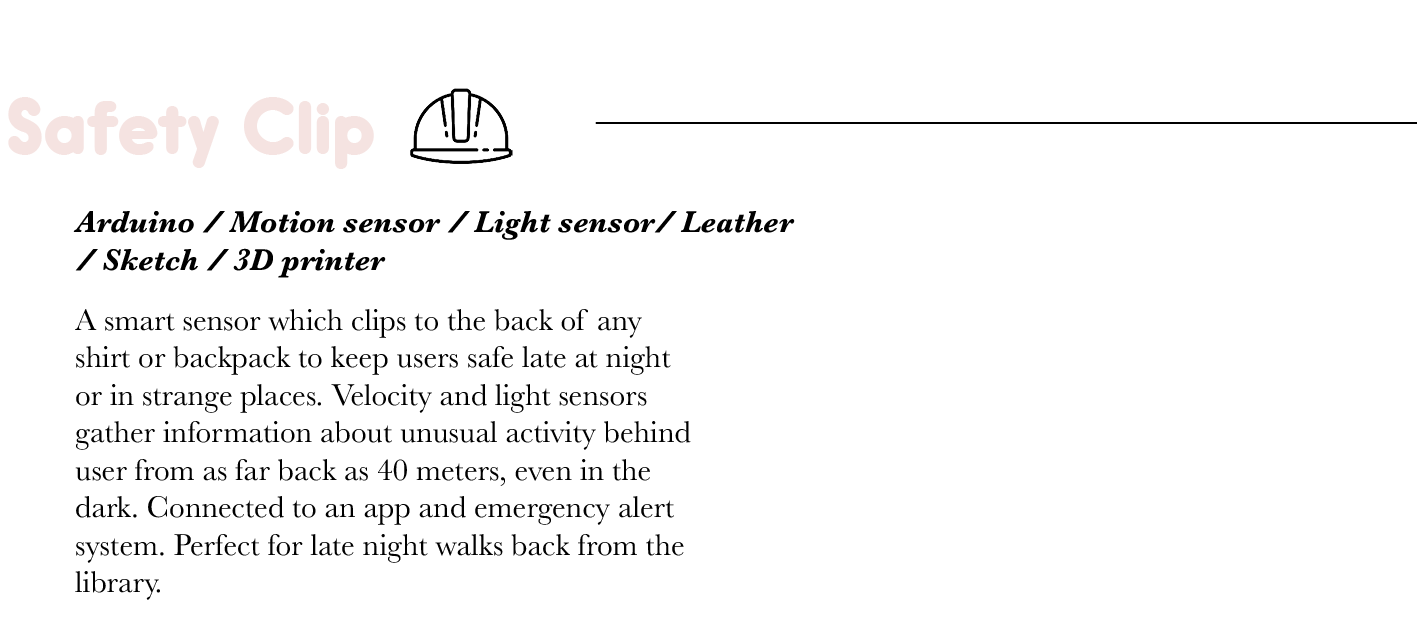 Safety Clip
Arduino / Motion sensor / Light sensor/ Leather
/ Sketch / 3D printer
A smart sensor which clips to the back of any
shirt or backpack to keep users safe late at night
or in strange places. Velocity and light sensors
gather information about unusual activity behind
user from as far back as 40 meters, even in the
dark. Connected to an app and emergency alert
system. Perfect for late night walks back from the
library.